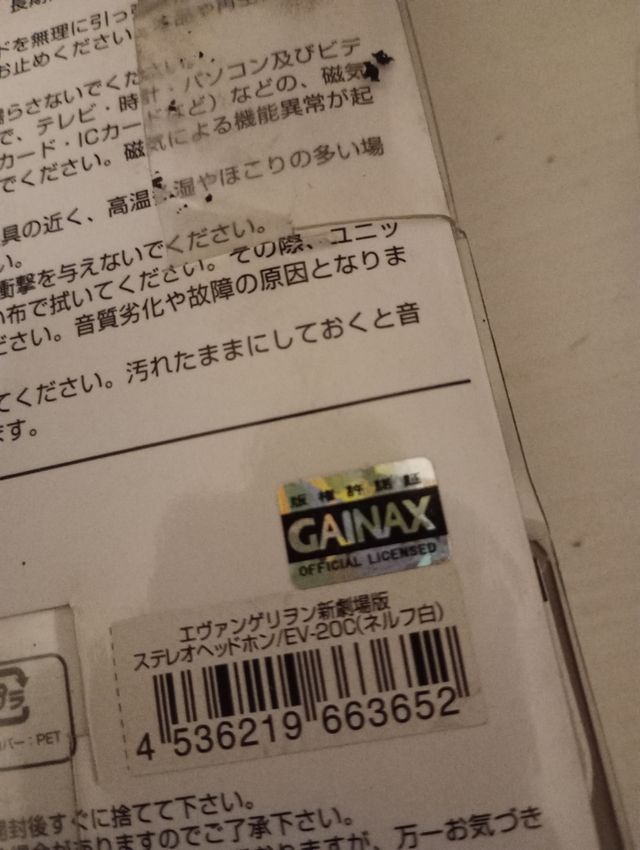 ドを無理に引っ
お止めください
らさないでくだ
計・パソコン及びビデ
で、テレビ・時
など）などの、磁気
カード・ICカー
でください。磁気による機能異常が起
具の近く、高温
湿やほこりの多い場
い。
衝撃を与えないでください。
い布で拭いてください。その際、ユニッ
ださい。音質劣化や故障の原因となりま
てください。汚れたままにしておくと音
ます。
版権許諾証
GAINAX
OFFICIAL LICENSED
エヴァンゲリヲン新劇場版
ステレオヘッドホン/EV-20C(ネルフ白)
4 536219 663652
プラ
バー：PET
開封後すぐに捨てて下さい。
場合がありますのでご了承下さい。
おりますが、万一お気づき